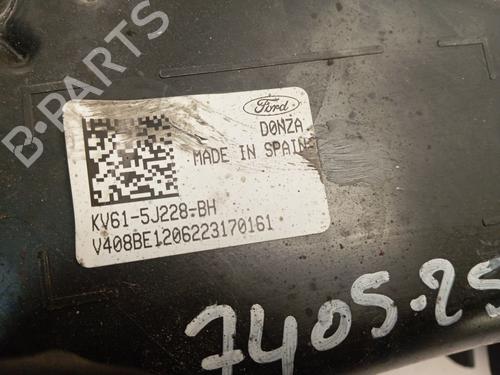 B-PARTS
Ford
D0NZA
MADE IN SPAIN
KV61-5J228-BH
V408BE1206223170161
7405-25